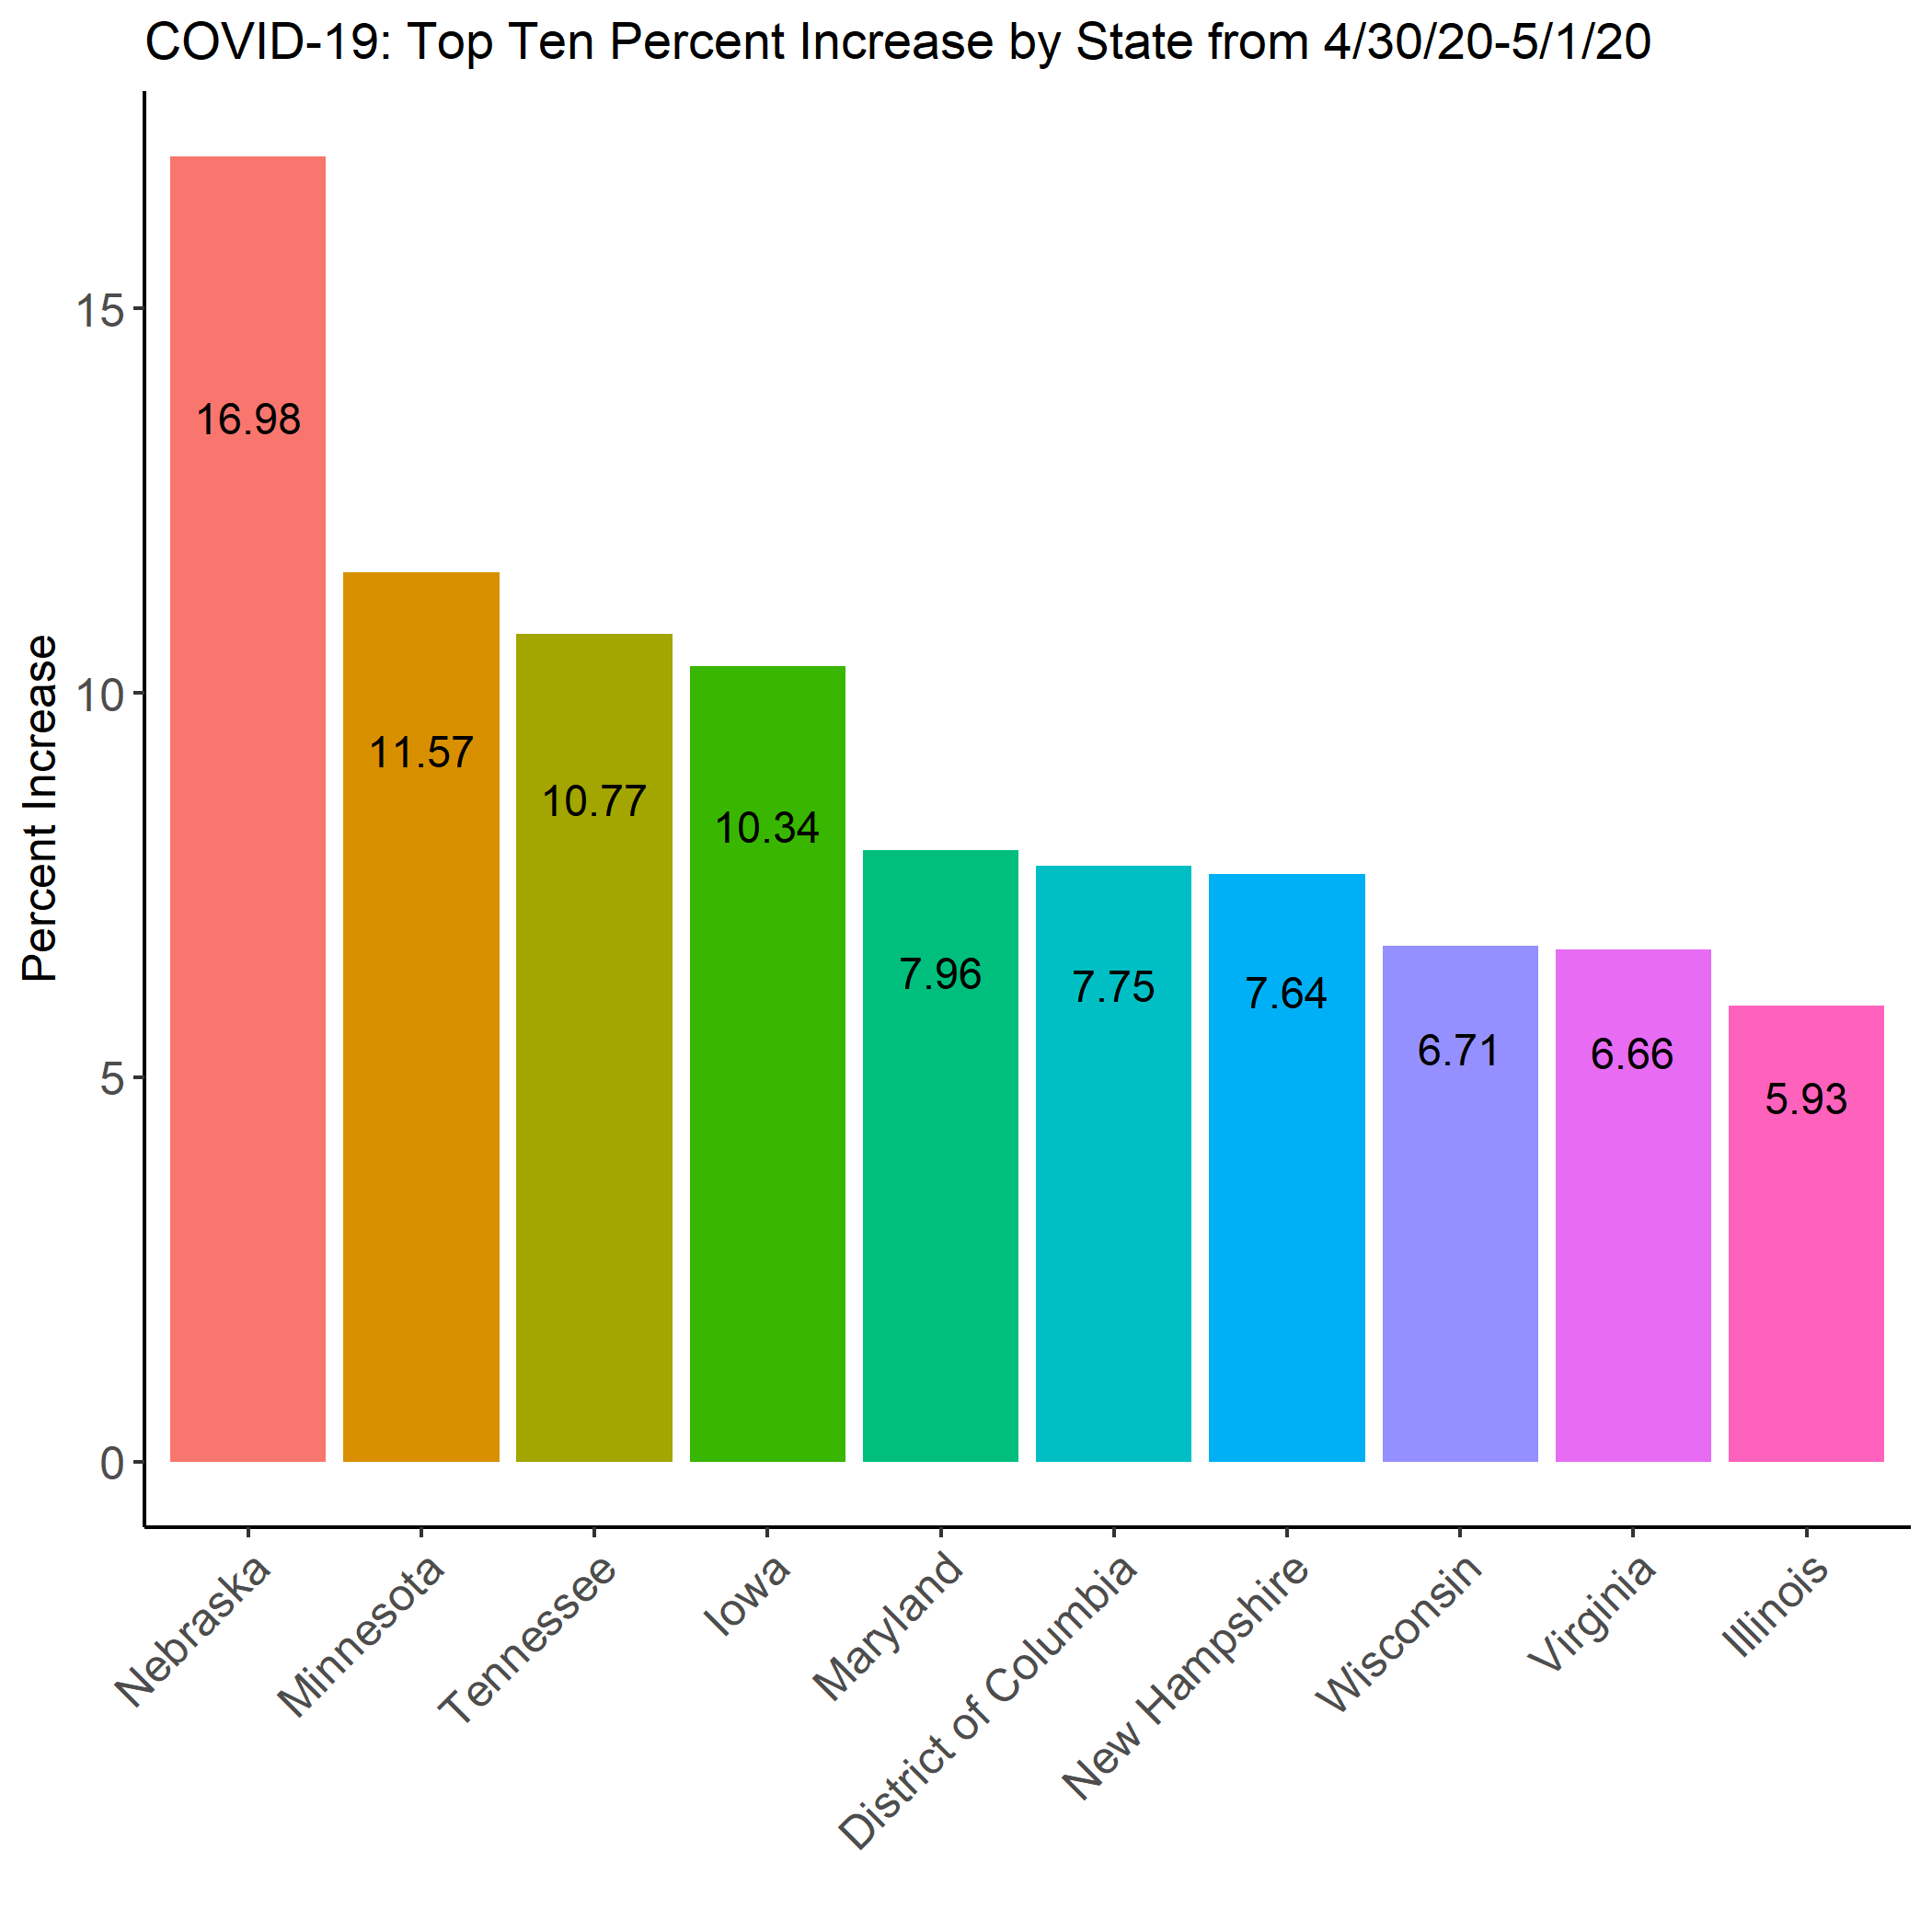 COVID-19: Top Ten Percent Increase by State from 4/30/20-5/1/20
Percent Increase
15
10
5
0
16.98
11.57
10.77
10.34
7.96
7.75
7.64
6.71
6.66
5.93
Nebraska
Minnesota
Tennessee
Iowa
Maryland
District of Columbia
New Hampshire
Wisconsin
Virginia
Illinois